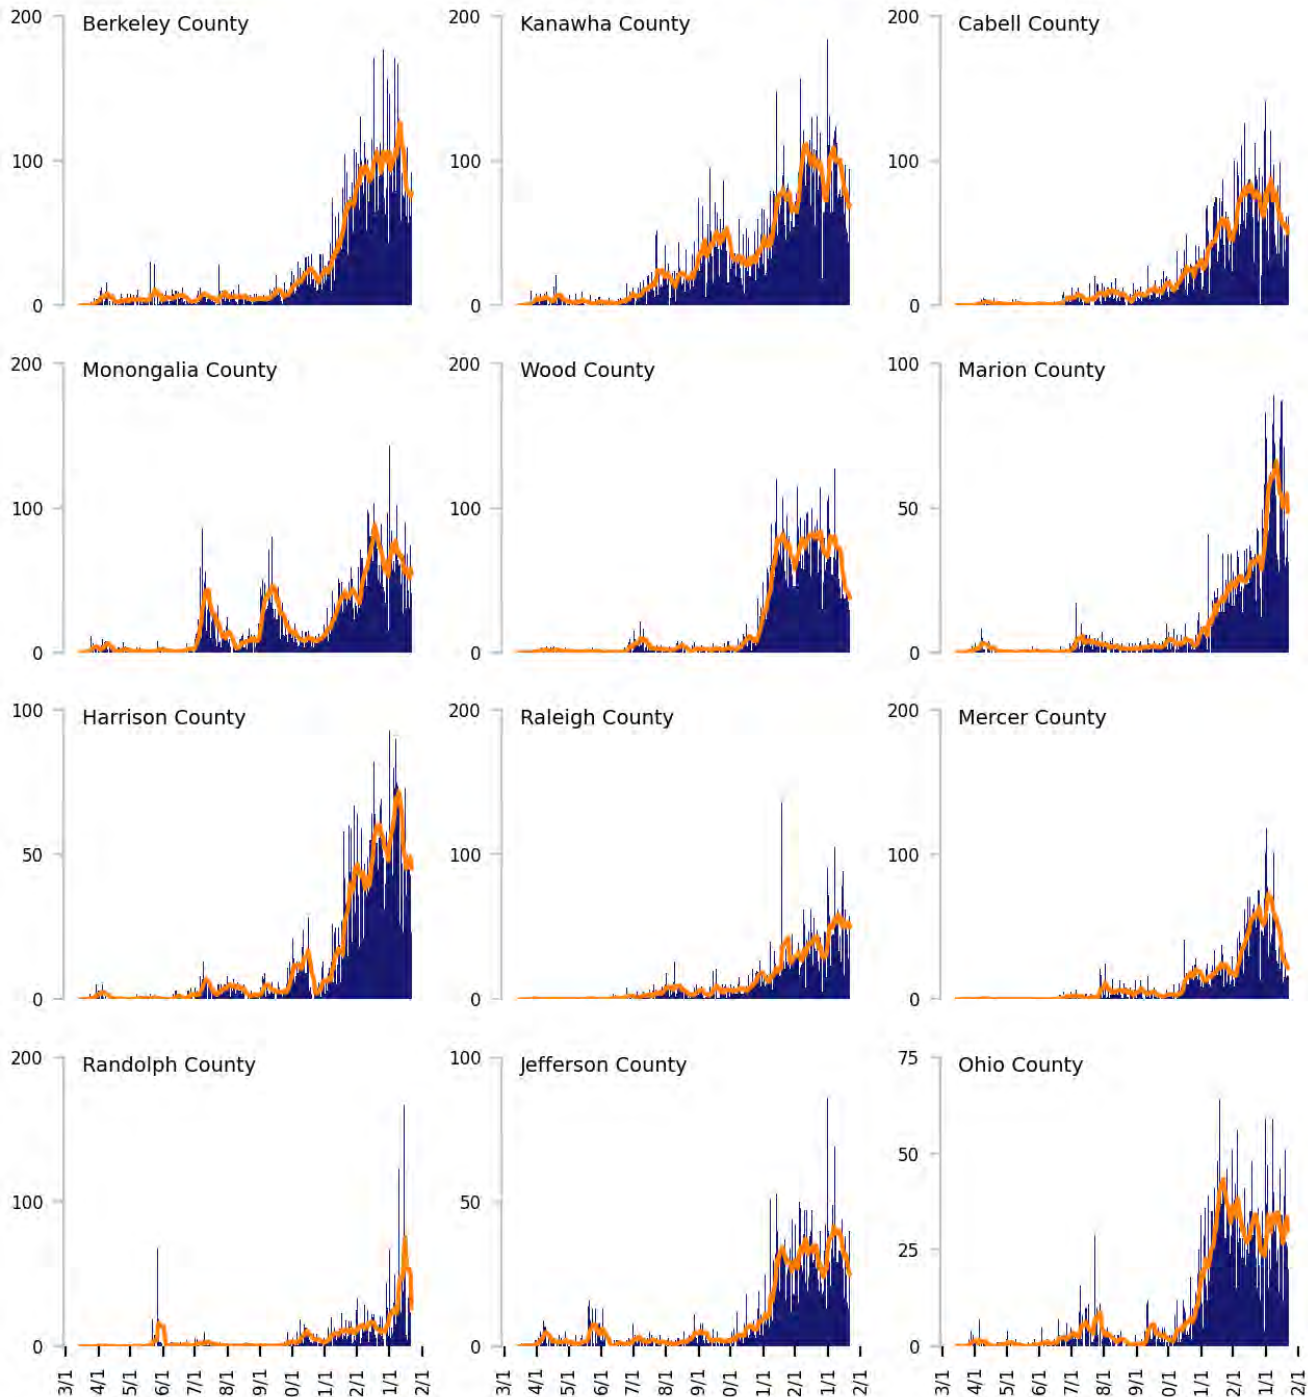 200 Berkeley County 200 Kanawha County 200 Cabell County
100 100 100
0 0 0
200 Monongalia County 200 Wood County 100 Marion County
100 100 50
0 0 0
100 Harrison County 200 Raleigh County 200 Mercer County
50 100 100
0 0 0
200 Randolph County 100 Jefferson County 75 Ohio County
50
100 50
25
0 0 0
3/1 4/1 5/1 6/1 7/1 8/1 9/1 0/1 1/1 2/1 1/1 2/1 3/1 4/1 5/1 6/1 7/1 8/1 9/1 0/1 1/1 2/1 1/1 2/1 3/1 4/1 5/1 6/1 7/1 8/1 9/1 0/1 1/1 2/1 1/1 2/1